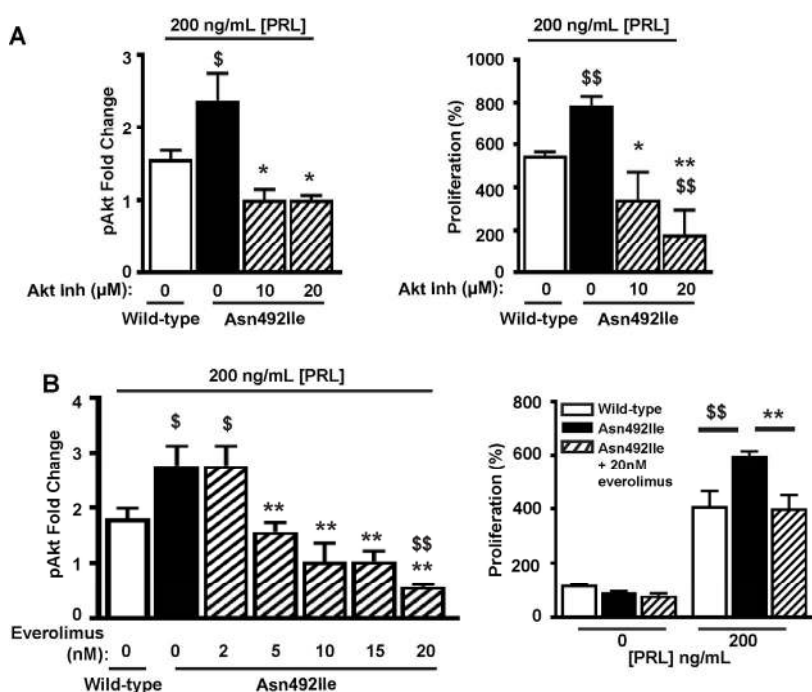 A
200 ng/mL [PRL]
pAkt Fold Change
3
2
1
0
$
*
*
Akt Inh (µM):
0
0
10
20
Wild-type
Asn492Ile
200 ng/mL [PRL]
Proliferation (%)
1000
800
600
400
200
0
$$
*
**
$$
Akt Inh (µM):
0
0
10
20
Wild-type
Asn492Ile
B
200 ng/mL [PRL]
pAkt Fold Change
4
3
2
1
0
$
$
**
**
**
$$
**
Everolimus
(nM):
0
0
2
5
10
15
20
Wild-type
Asn492Ile
Proliferation (%)
800
600
400
200
0
Wild-type
Asn492Ile
Asn492Ile
+ 20nM
everolimus
$$
**
0
200
[PRL] ng/mL